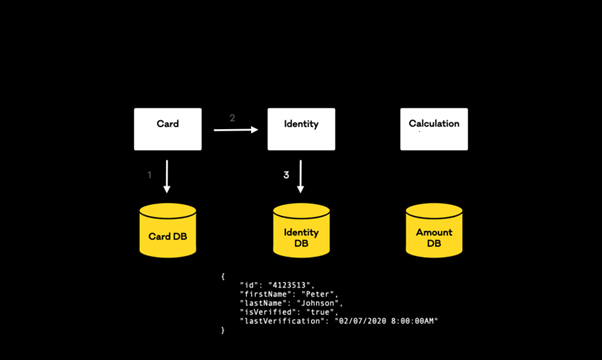 Card
2
Identity
Calculation
1
3
Card DB
Identity
DB
Amount
DB
{
"id": "4123513",
"firstName": "Peter",
"lastName": "Johnson",
"isVerified": "true",
"lastVerification": "02/07/2020 8:00:00AM"
}